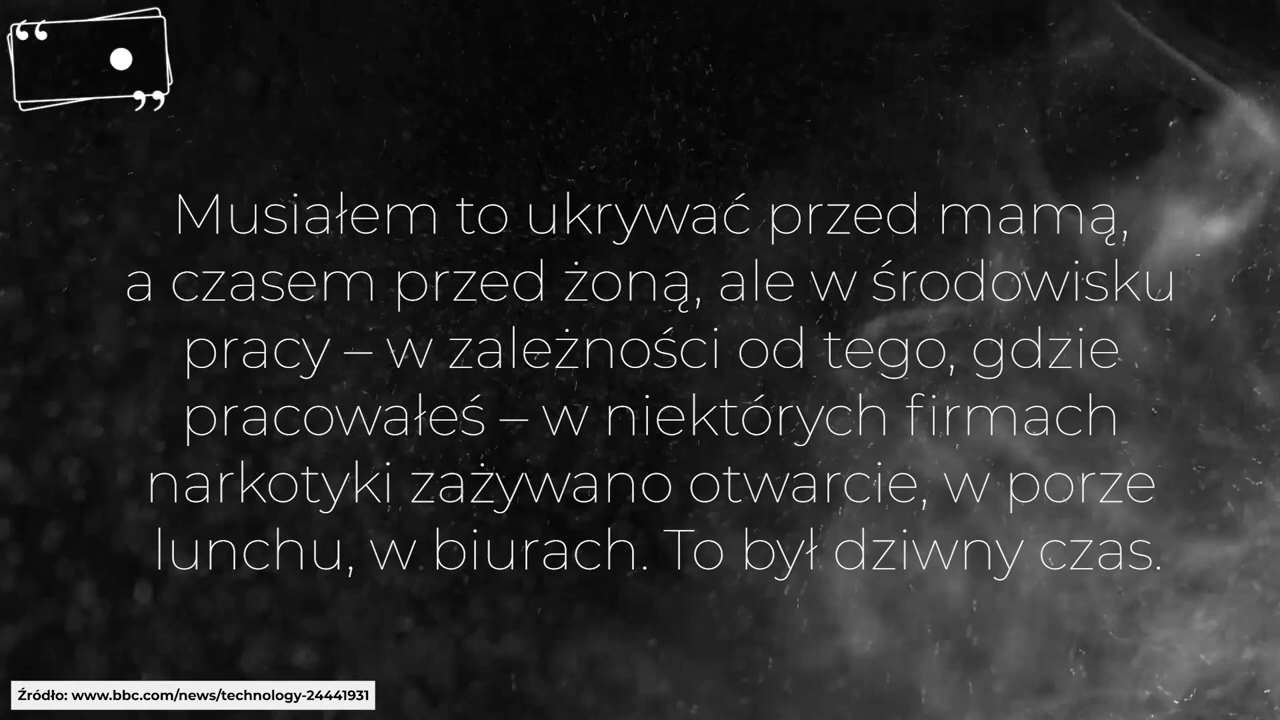 Musiałem to ukrywać przed mamą,
a czasem przed żoną, ale w środowisku
pracy – w zależności od tego, gdzie
pracowałeś – w niektórych firmach
narkotyki zażywano otwarcie, w porze
lunchu, w biurach. To był dziwny czas.
Źródło: www.bbc.com/news/technology-24441931